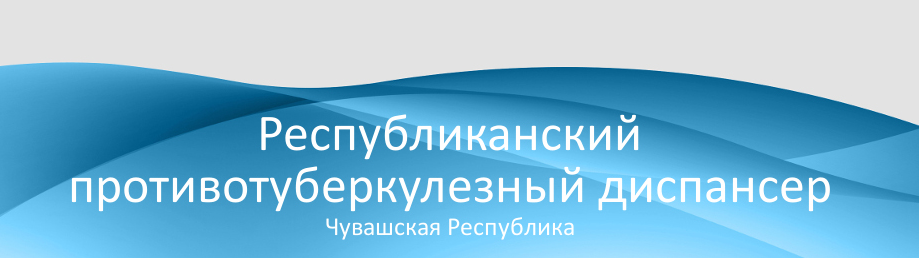 Республиканский
противотуберкулезный диспансер
Чувашская Республика